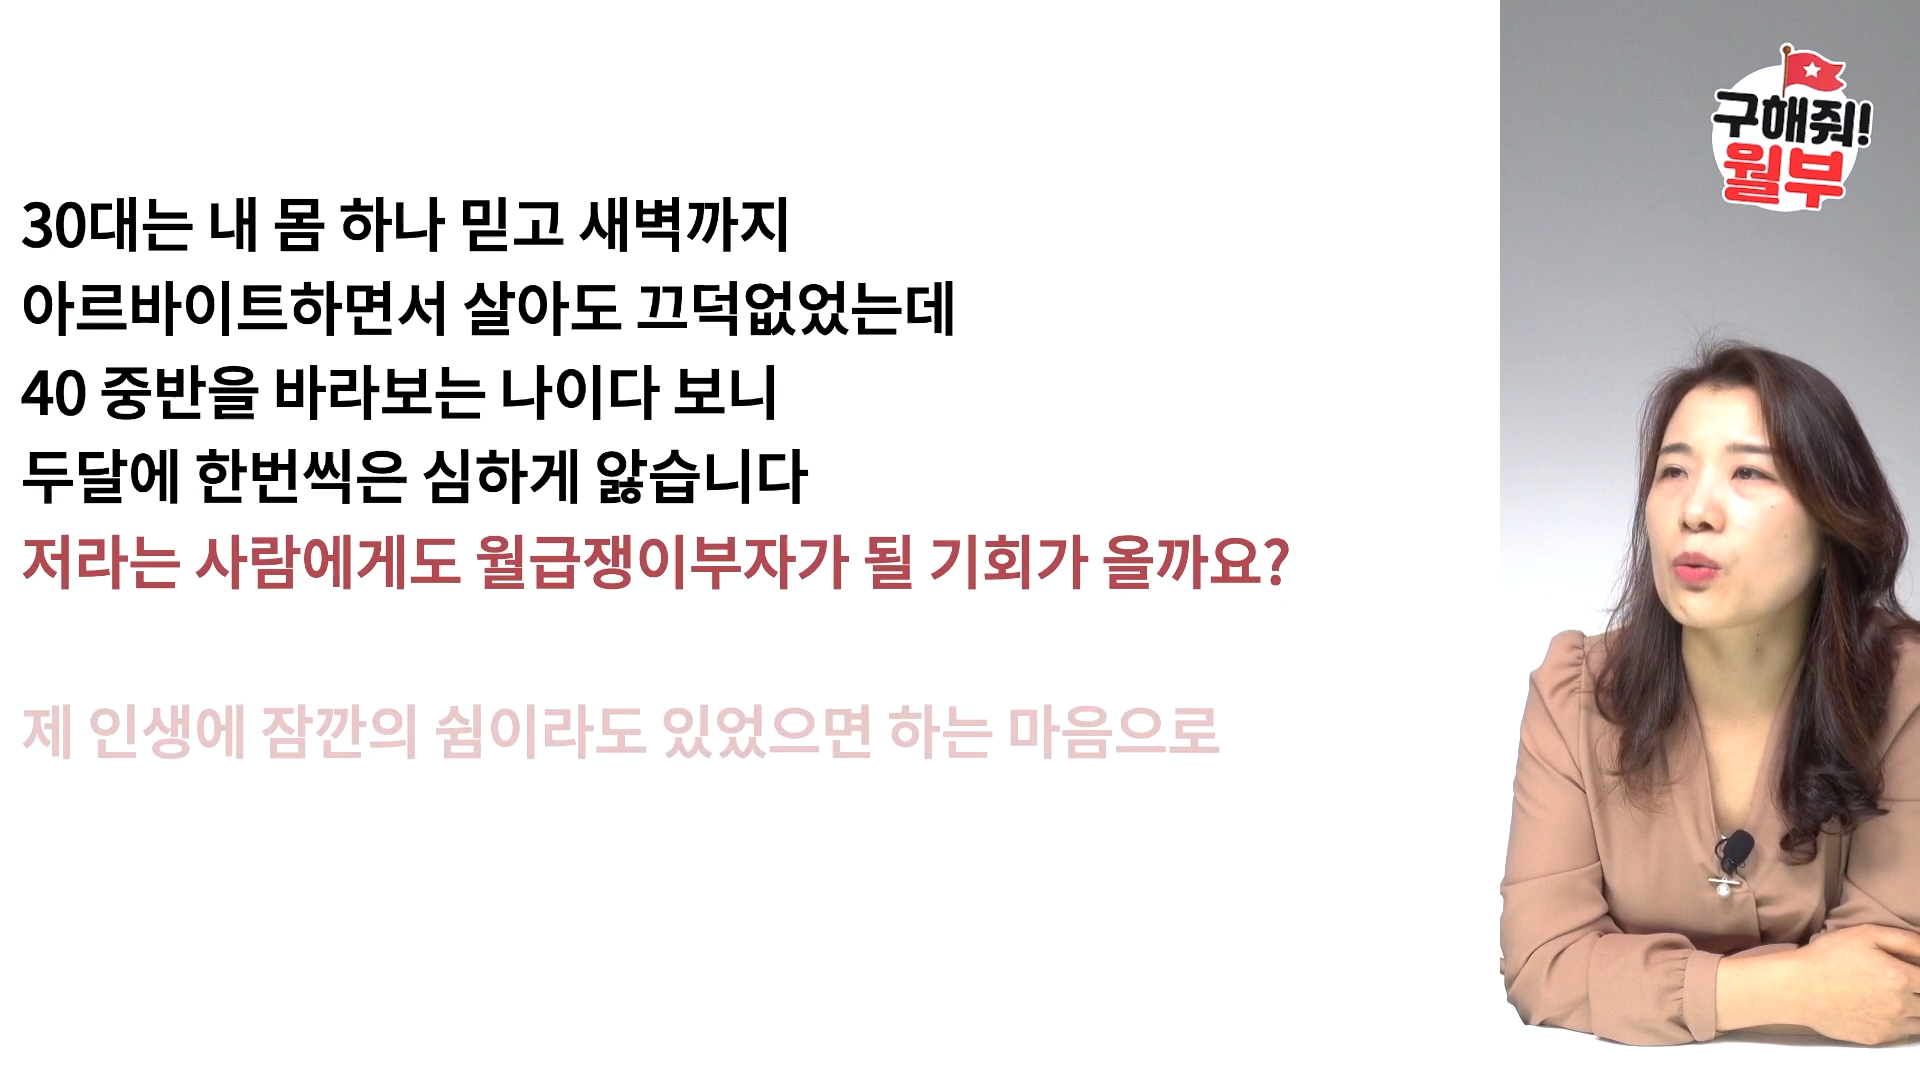 구해줘!
월부
30대는 내 몸 하나 믿고 새벽까지
아르바이트하면서 살아도 끄덕없었는데
40 중반을 바라보는 나이다 보니
두달에 한번씩은 심하게 앓습니다
저라는 사람에게도 월급쟁이부자가 될 기회가 올까요?
제 인생에 잠깐의 쉼이라도 있었으면 하는 마음으로